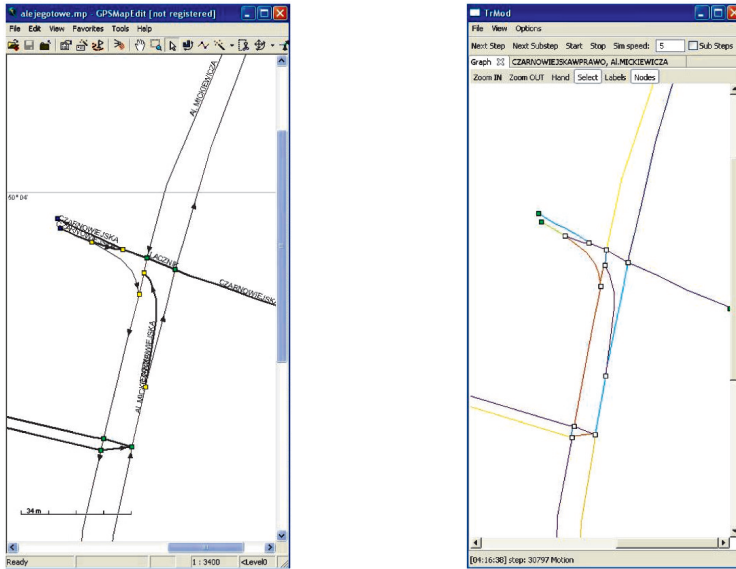 alejegotowe.mp - GPSMapEdit [not registered]
File Edit View Favorites Tools Help
AL.MICKIEWICZA
50°04'
CZARNOWIEJSKA
ŁĄCZNIK
CZARNOWIEJSKA
34 m
Ready 1 : 3400 <Level0
TrMod
File View Options
Next Step Next Substep Start Stop Sim speed: 5 Sub Steps
Graph CZARNOWIEJSKAWPRAWO, AL.MICKIEWICZA
Zoom IN Zoom OUT Hand Select Labels Nodes
[04:16:38] step: 30797 Motion